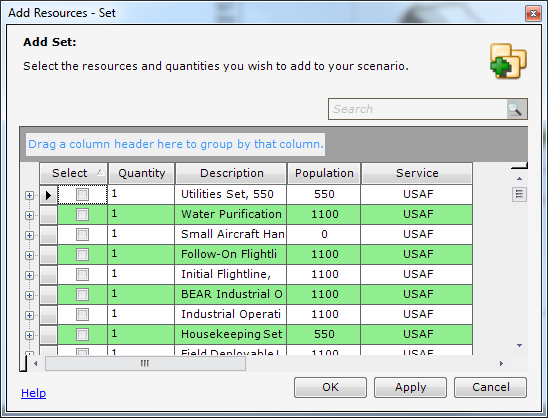 Add Resources - Set
Add Set:
Select the resources and quantities you wish to add to your scenario.
Search
Drag a column header here to group by that column.
Select Quantity Description Population Service
1 Utilities Set, 550 550 USAF
1 Water Purification 1100 USAF
1 Small Aircraft Han 0 USAF
1 Follow-On Flightli 1100 USAF
1 Initial Flightline, 1100 USAF
1 BEAR Industrial O 1100 USAF
1 Industrial Operati 1100 USAF
1 Housekeeping Set 550 USAF
1 Field Deployable 1100 USAF
Help OK Apply Cancel